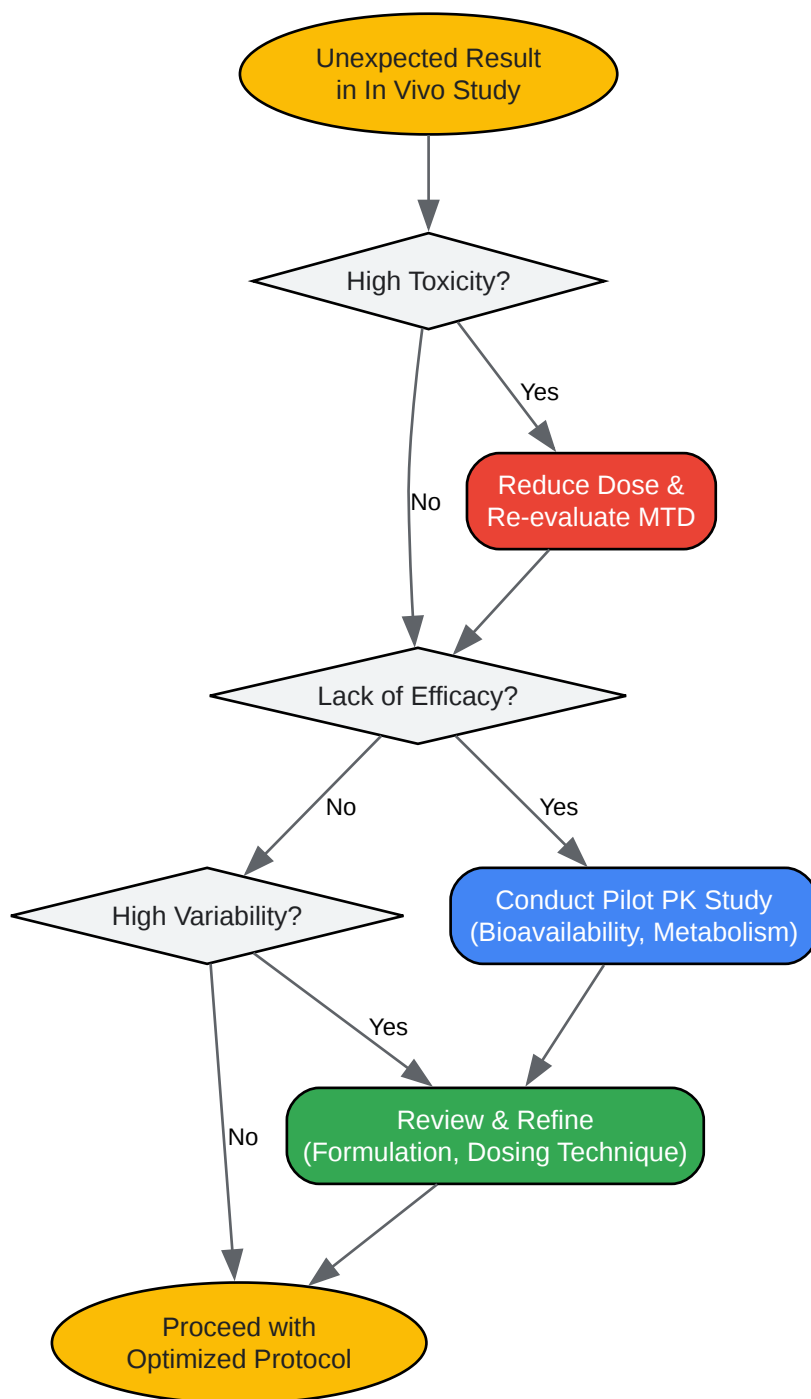 Unexpected Result
in In Vivo Study
High Toxicity?
Yes
No
Reduce Dose &
Re-evaluate MTD
Lack of Efficacy?
No
Yes
High Variability?
Conduct Pilot PK Study
(Bioavailability, Metabolism)
Yes
No
Review & Refine
(Formulation, Dosing Technique)
Proceed with
Optimized Protocol